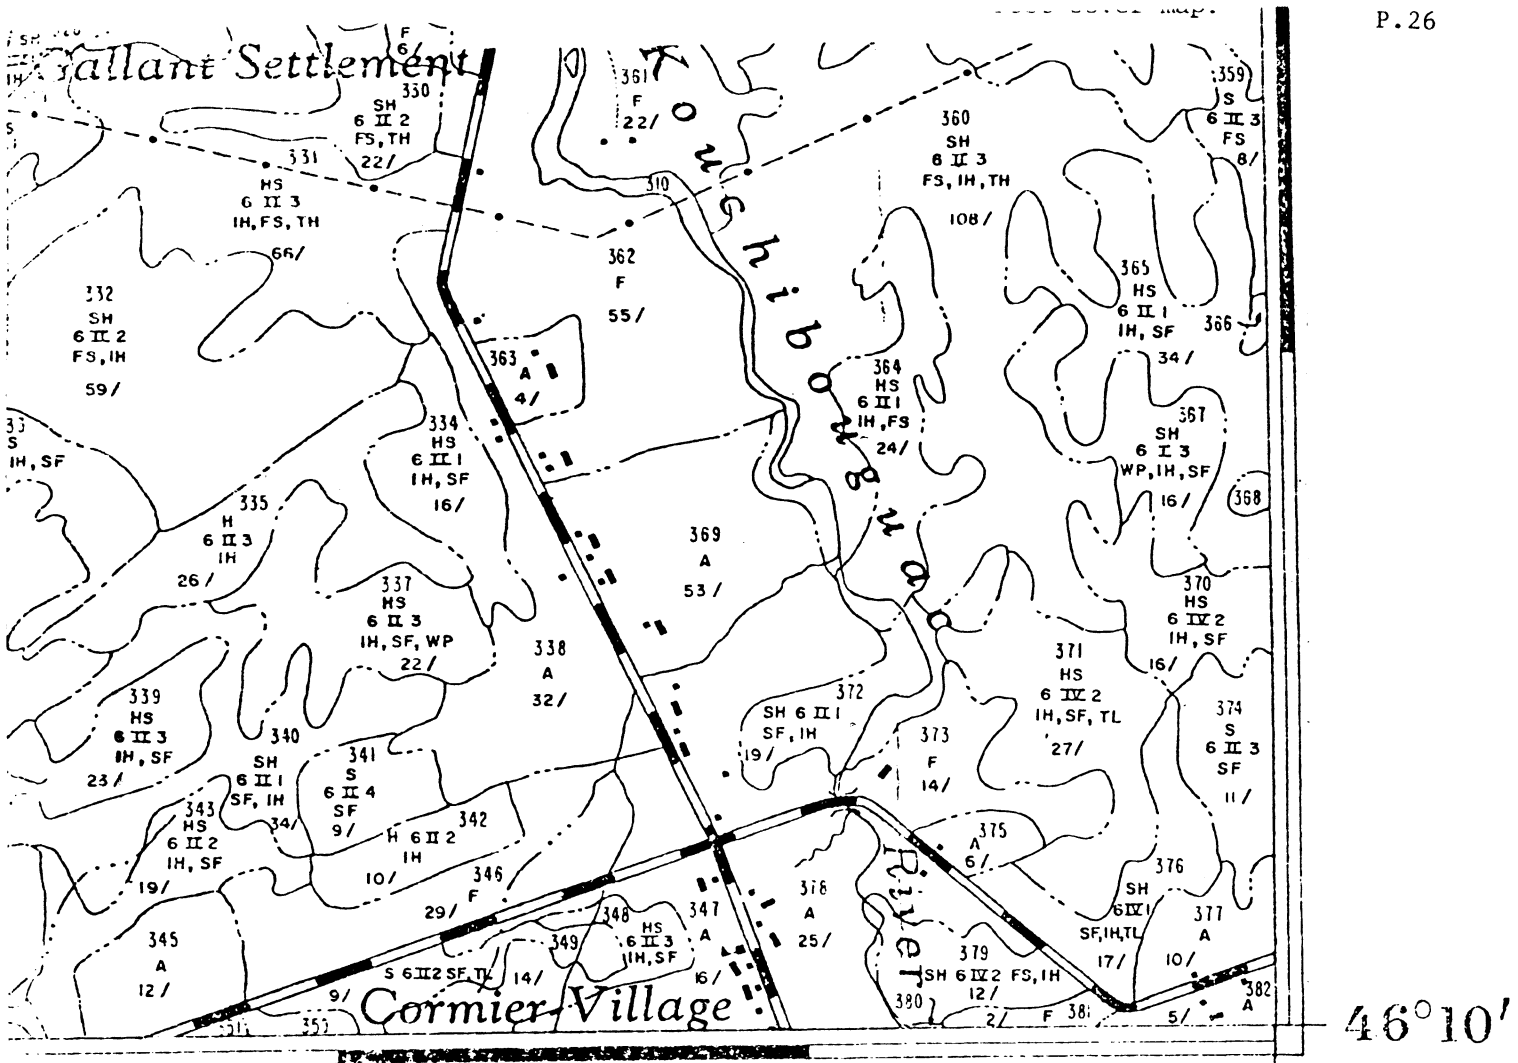 P.26
Gallant Settlement
F
6/
330
SH
6 II 2
FS, TH
22/
361
F
22/
359
S
6 II 3
FS
8/
360
SH
6 II 3
FS, IH, TH
108/
331
HS
6 II 3
IH, FS, TH
66/
310
Kouchibouguac
River
362
F
55/
332
SH
6 II 2
FS, IH
59/
365
HS
6 II 1
IH, SF
34/
366
363
A
4/
364
HS
6 II 1
IH, FS
24/
S
IH, SF
334
HS
6 II 1
IH, SF
16/
367
SH
6 I 3
WP, IH, SF
16/
368
335
H
6 II 3
IH
26/
369
A
53/
337
HS
6 II 3
IH, SF, WP
22/
370
HS
6 IV 2
IH, SF
16/
338
A
32/
371
HS
6 IV 2
IH, SF, TL
27/
339
HS
6 II 3
IH, SF
23/
372
SH 6 II 1
SF, IH
19/
373
F
14/
374
S
6 II 3
SF
11/
340
SH
6 II 1
SF, IH
34/
341
S
6 II 4
SF
9/
343
HS
6 II 2
IH, SF
19/
342
H 6 II 2
IH
10/
375
A
6/
346
F
29/
376
SH
6 IV 1
SF, IH, TL
17/
377
A
10/
378
A
25/
345
A
12/
348
HS
6 II 3
IH, SF
347
A
16/
349
14/
S 6 II 2 SF, TL
9/
379
SH 6 IV 2 FS, IH
12/
380
2/
F
381
5/
382
A
Cormier-Village
46°10'